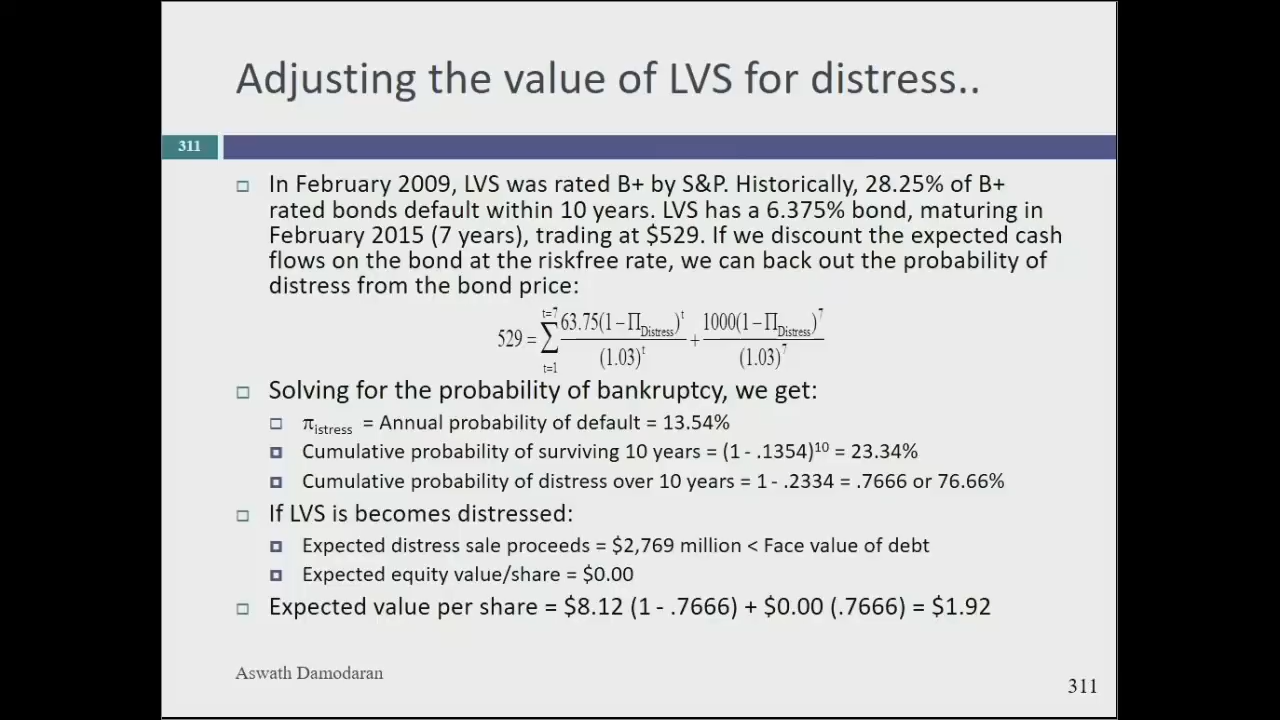 Adjusting the value of LVS for distress..
311
In February 2009, LVS was rated B+ by S&P. Historically, 28.25% of B+
rated bonds default within 10 years. LVS has a 6.375% bond, maturing in
February 2015 (7 years), trading at $529. If we discount the expected cash
flows on the bond at the riskfree rate, we can back out the probability of
distress from the bond price:
529 = ∑_{t=1}^{t=7} 63.75(1−Π_Distress)^t / (1.03)^t + 1000(1−Π_Distress)^7 / (1.03)^7
Solving for the probability of bankruptcy, we get:
π_istress = Annual probability of default = 13.54%
Cumulative probability of surviving 10 years = (1 - .1354)^10 = 23.34%
Cumulative probability of distress over 10 years = 1 - .2334 = .7666 or 76.66%
If LVS is becomes distressed:
Expected distress sale proceeds = $2,769 million < Face value of debt
Expected equity value/share = $0.00
Expected value per share = $8.12 (1 - .7666) + $0.00 (.7666) = $1.92
Aswath Damodaran
311